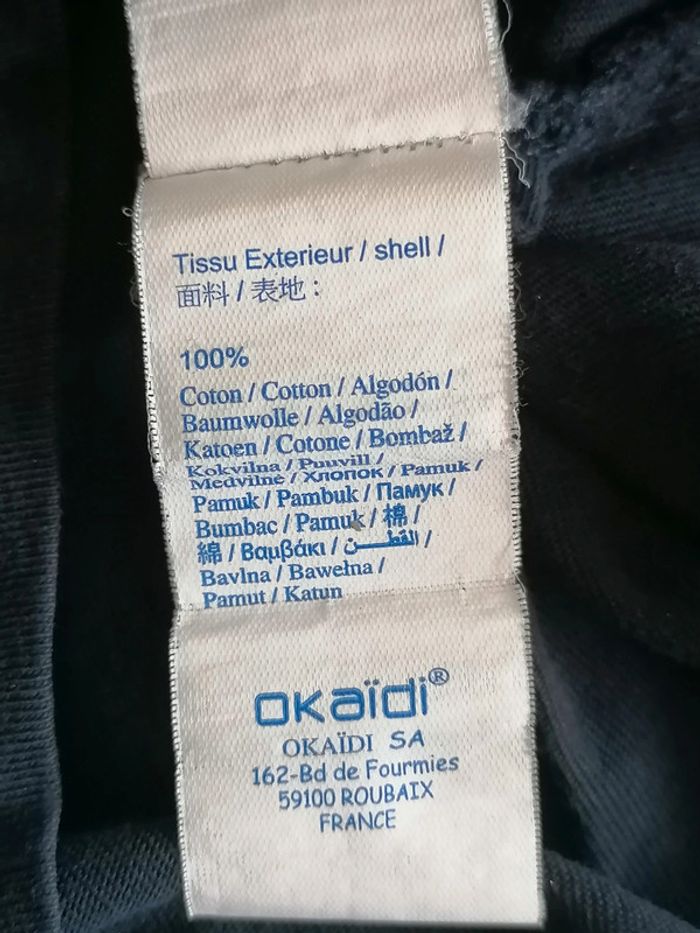 Tissu Exterieur / shell /
面料 / 表地 :
100%
Coton / Cotton / Algodón /
Baumwolle / Algodão /
Katoen / Cotone / Bombaž /
Kokvilna / Puuvill /
Medvilnė / Хлопок / Pamuk /
Pamuk / Pambuk / Памук /
Bumbac / Pamuk / 棉 /
綿 / Βαμβάκι / القطن /
Bavlna / Bawełna /
Pamut / Katun
okaïdi®
OKAÏDI SA
162-Bd de Fourmies
59100 ROUBAIX
FRANCE